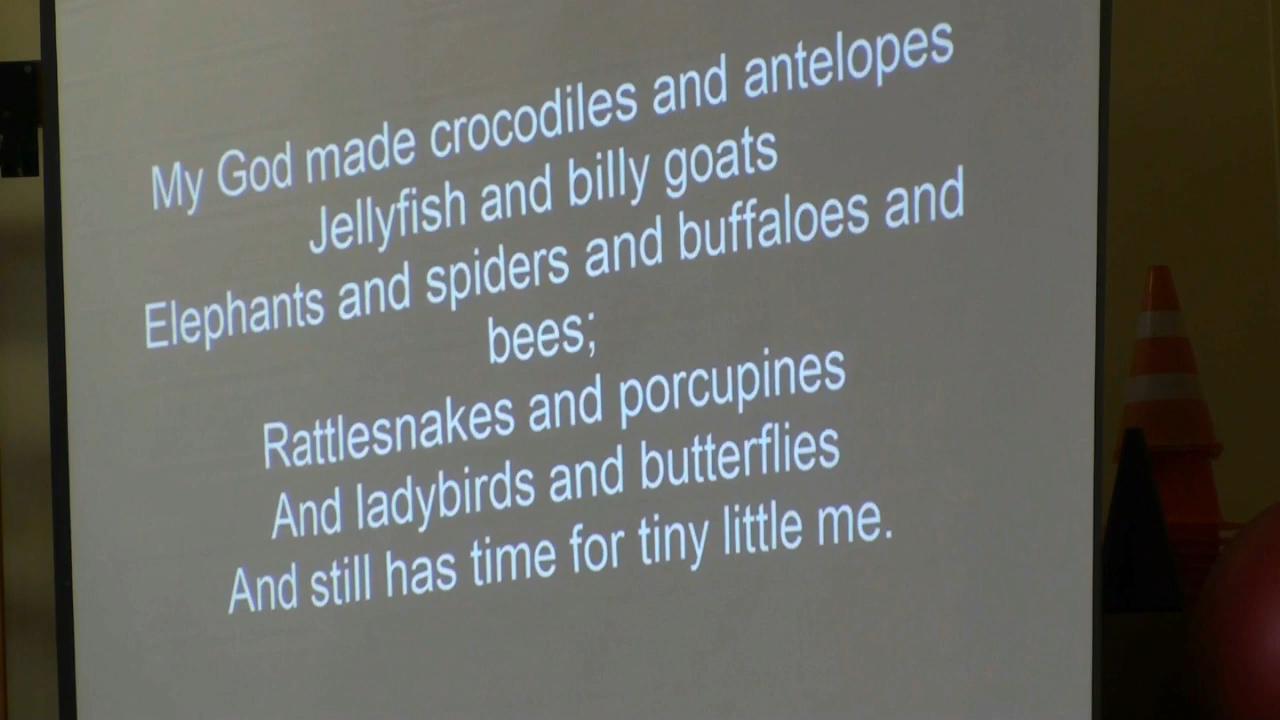 My God made crocodiles and antelopes
Jellyfish and billy goats
Elephants and spiders and buffaloes and
bees;
Rattlesnakes and porcupines
And ladybirds and butterflies
And still has time for tiny little me.